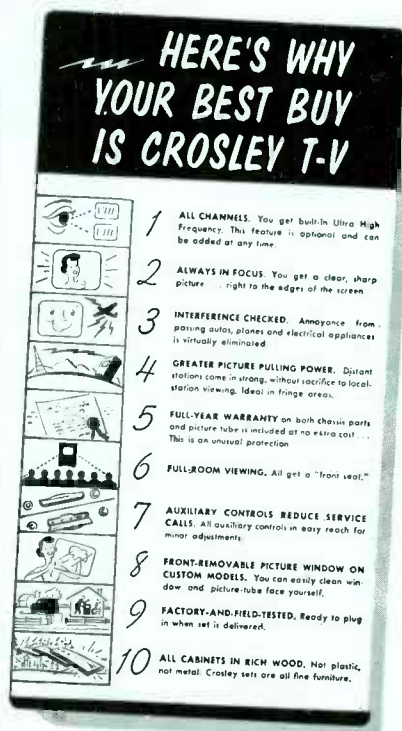 HERE'S WHY
YOUR BEST BUY
IS CROSLEY T-V
1 ALL CHANNELS. You get built-in Ultra High
Frequency. This feature is optional and can
be added at any time.
2 ALWAYS IN FOCUS. You get a clear, sharp
picture ... right to the edges of the screen
3 INTERFERENCE CHECKED. Annoyance from
passing autos, planes and electrical appliances
is virtually eliminated
4 GREATER PICTURE PULLING POWER. Distant
stations come in strong, without sacrifice to local-
station viewing. Ideal in fringe areas.
5 FULL-YEAR WARRANTY on both chassis parts
and picture tube is included at no extra cost ...
This is an unusual protection
6 FULL-ROOM VIEWING. All get a "front seat."
7 AUXILIARY CONTROLS REDUCE SERVICE
CALLS. All auxiliary controls in easy reach for
minor adjustments
8 FRONT-REMOVABLE PICTURE WINDOW ON
CUSTOM MODELS. You can easily clean win-
dow and picture-tube face yourself.
9 FACTORY-AND-FIELD-TESTED. Ready to plug
in when set is delivered.
10 ALL CABINETS IN RICH WOOD. Not plastic,
not metal. Crosley sets are all fine furniture.